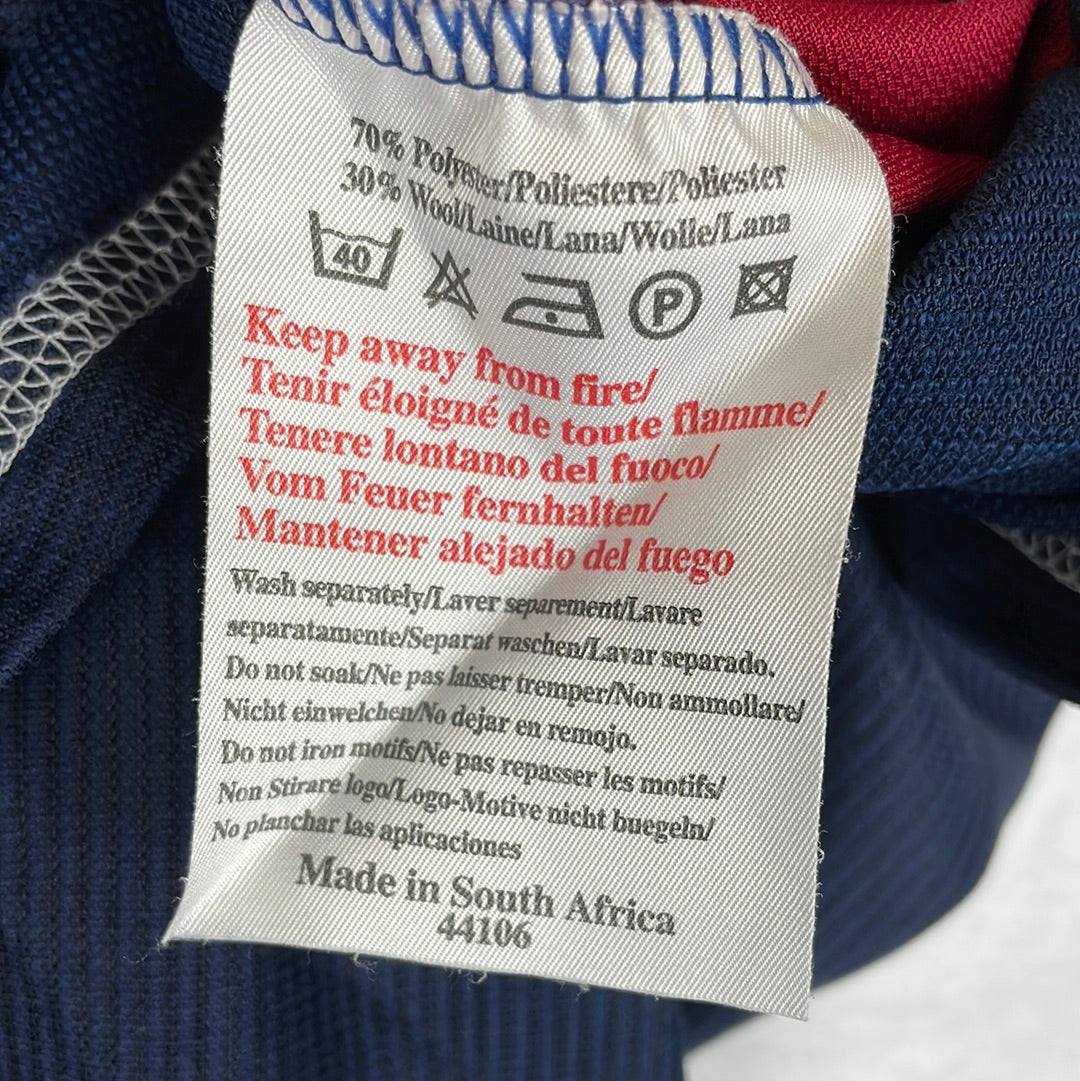 70% Polyester/Poliestere/Poliester
30% Wool/Laine/Lana/Wolle/Lana
40 P
Keep away from fire/
Tenir éloigné de toute flamme/
Tenere lontano del fuoco/
Vom Feuer fernhalten/
Mantener alejado del fuego
Wash separately/Laver separement/Lavare
separatamente/Separat waschen/Lavar separado.
Do not soak/Ne pas laisser tremper/Non ammollare/
Nicht einwelchen/No dejar en remojo.
Do not iron motifs/Ne pas repasser les motifs/
Non Stirare logo/Logo-Motive nicht buegeln/
No planchar las aplicaciones
Made in South Africa
44106